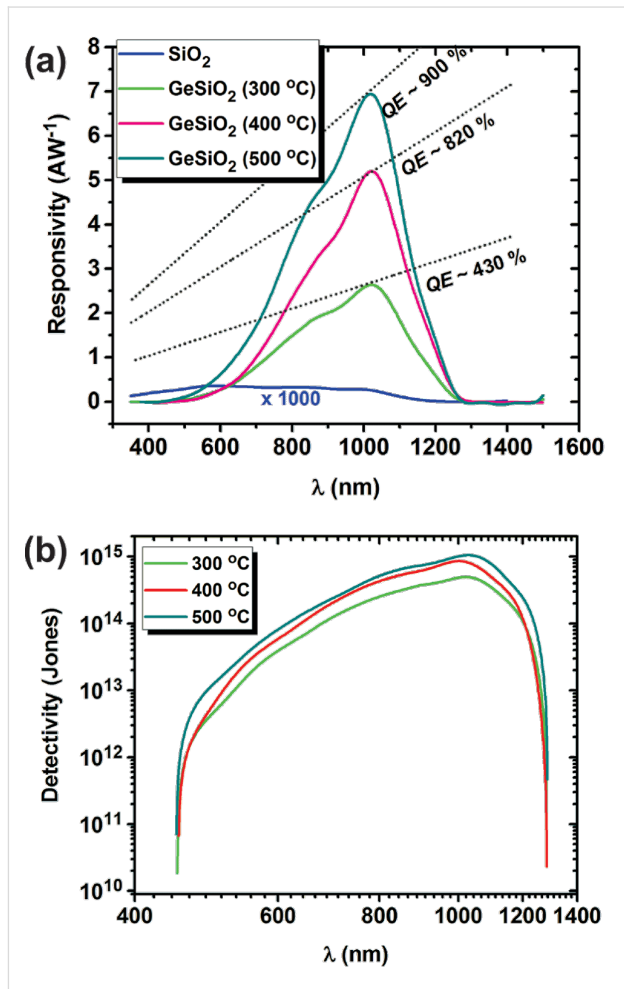 (a)
SiO₂
GeSiO₂ (300 °C)
GeSiO₂ (400 °C)
GeSiO₂ (500 °C)
QE ~ 900 %
QE ~ 820 %
QE ~ 430 %
x 1000
Responsivity (AW⁻¹)
8
7
6
5
4
3
2
1
0
400 600 800 1000 1200 1400 1600
λ (nm)
(b)
300 °C
400 °C
500 °C
Detectivity (Jones)
10¹⁵
10¹⁴
10¹³
10¹²
10¹¹
10¹⁰
400 600 800 1000 1200 1400
λ (nm)